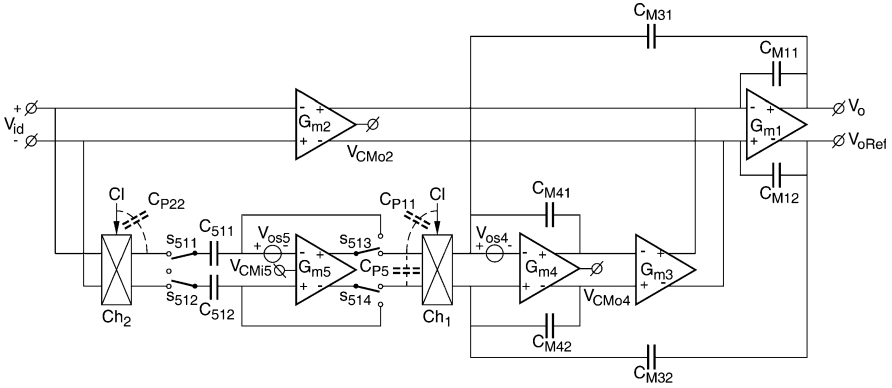 C_M31
C_M11
+
V_id
-
- +
G_m2
+ -
V_CMo2
- +
G_m1
+ -
V_o
V_oRef
C_M12
Cl
C_P22
C_511
V_os5
+ -
C_P11
Cl
C_M41
s_511
s_513
V_os4
+ -
V_CMi5
- +
G_m5
+ -
C_P5
- +
G_m4
+ -
- +
G_m3
+ -
s_512
C_512
s_514
V_CMo4
Ch_2
Ch_1
C_M42
C_M32